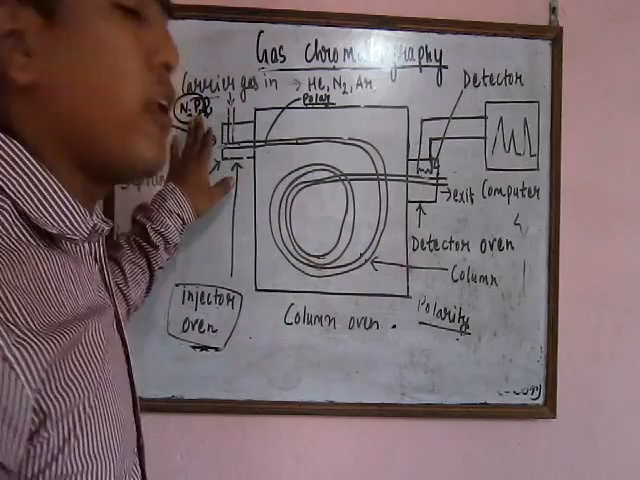 Gas chromatography
Carrier gas in → He, N2, Ar
Detector
Polar
N.P
exit
Computer
Detector oven
Column
injector
oven
Column oven .
Polarity